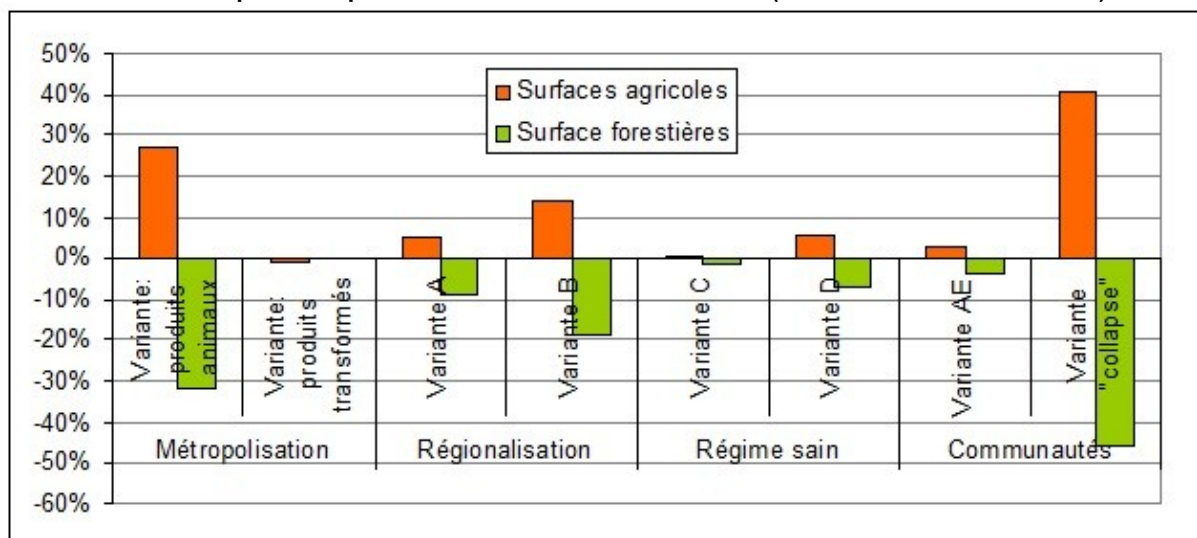 50%
40%
30%
20%
10%
0%
-10%
-20%
-30%
-40%
-50%
-60%
Surfaces agricoles
Surface forestières
Variante:
produits
animaux
Variante:
produits
transformés
Variante A
Variante B
Variante C
Variante D
Variante AE
Variante
"collapse"
Métropolisation
Régionalisation
Régime sain
Communautés